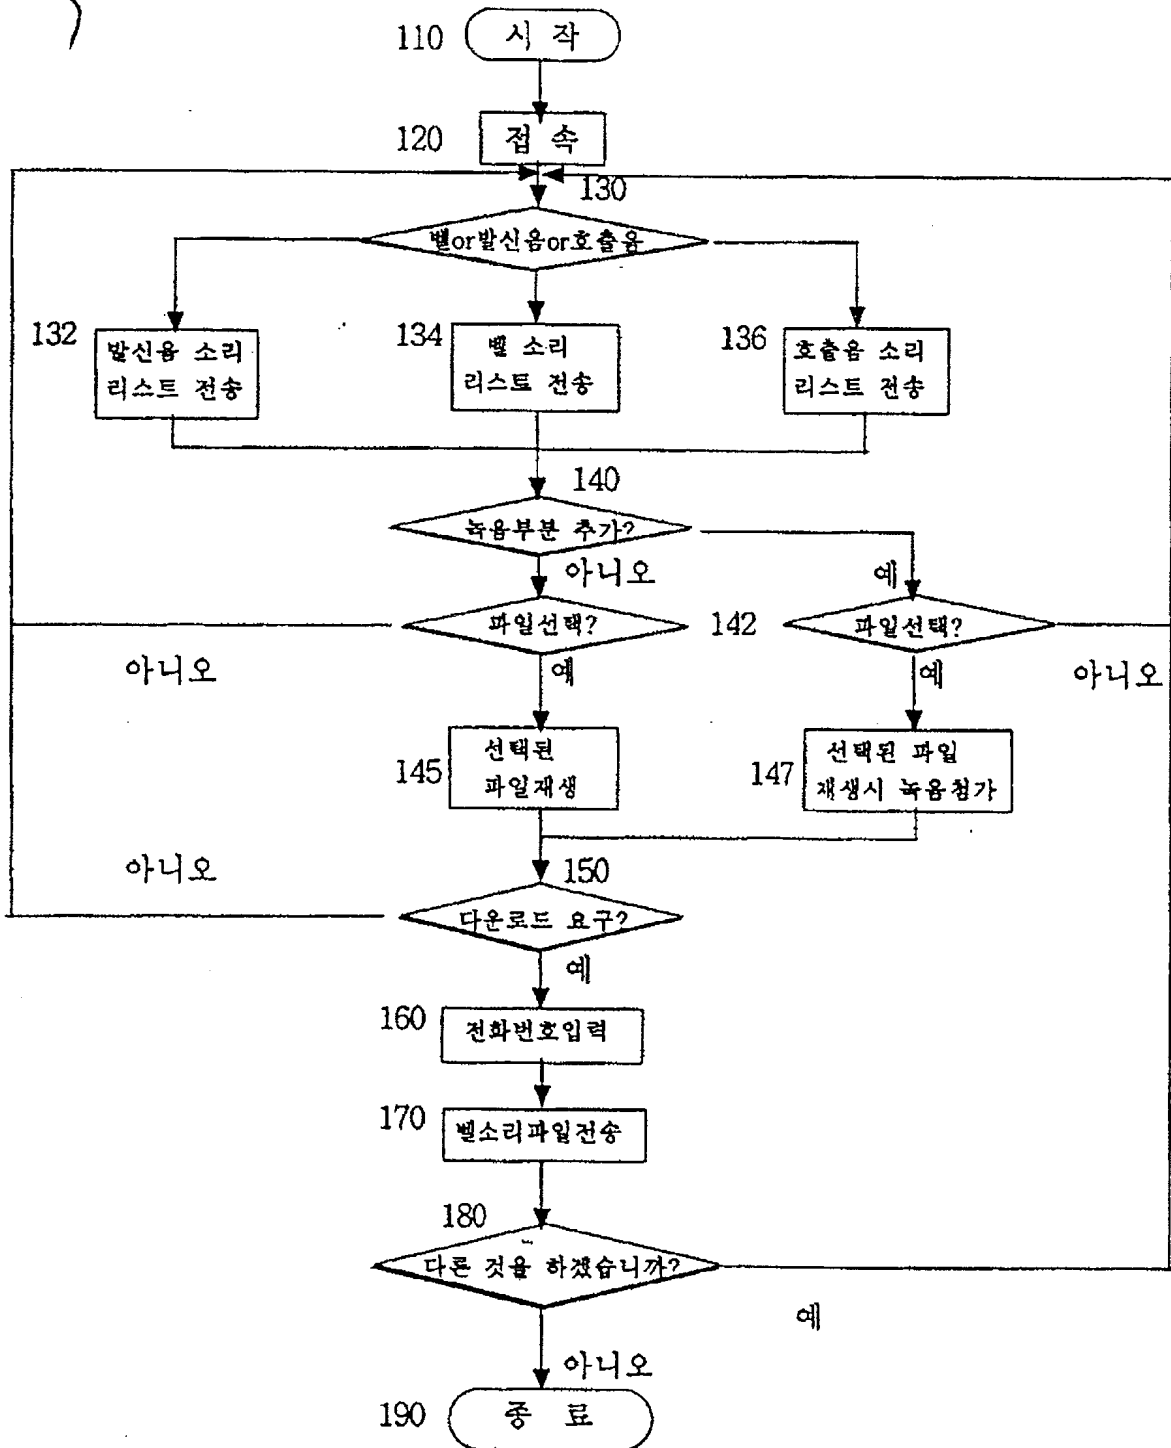 110
시 작
120
접 속
130
벨or발신음or호출음
132
발신음 소리
리스트 전송
134
벨 소리
리스트 전송
136
호출음 소리
리스트 전송
140
녹음부분 추가?
아니오
예
파일선택?
142
파일선택?
아니오
예
예
아니오
145
선택된
파일재생
147
선택된 파일
재생시 녹음첨가
아니오
150
다운로드 요구?
예
160
전화번호입력
170
벨소리파일전송
180
다른 것을 하겠습니까?
예
아니오
190
종 료